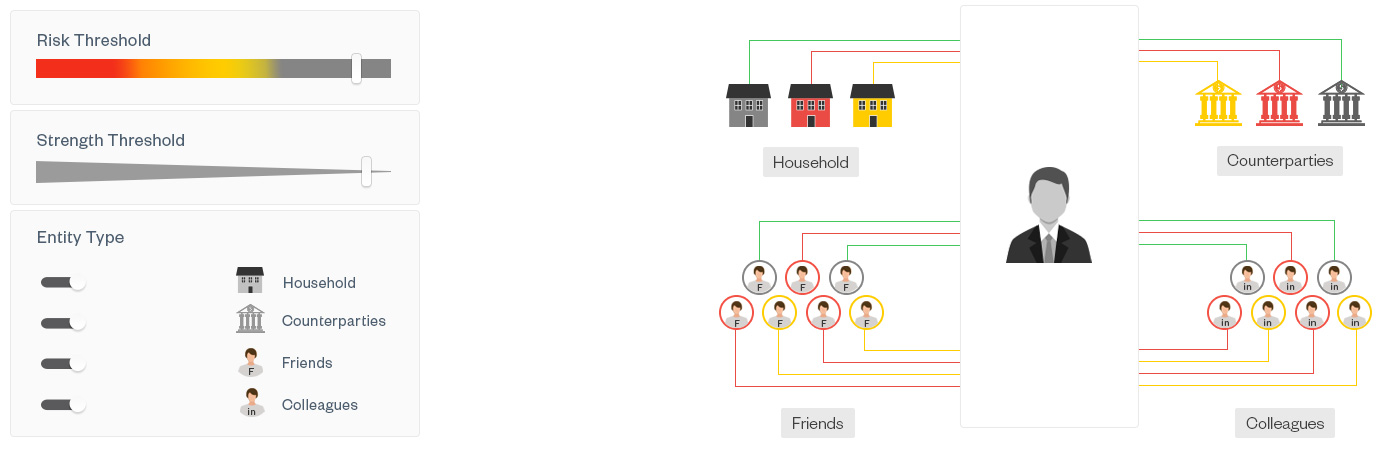 Risk Threshold
Strength Threshold
Entity Type
Household
Counterparties
F
Friends
in
Colleagues
Household
Counterparties
F F F
F F F F
Friends
in in in
in in in in
Colleagues